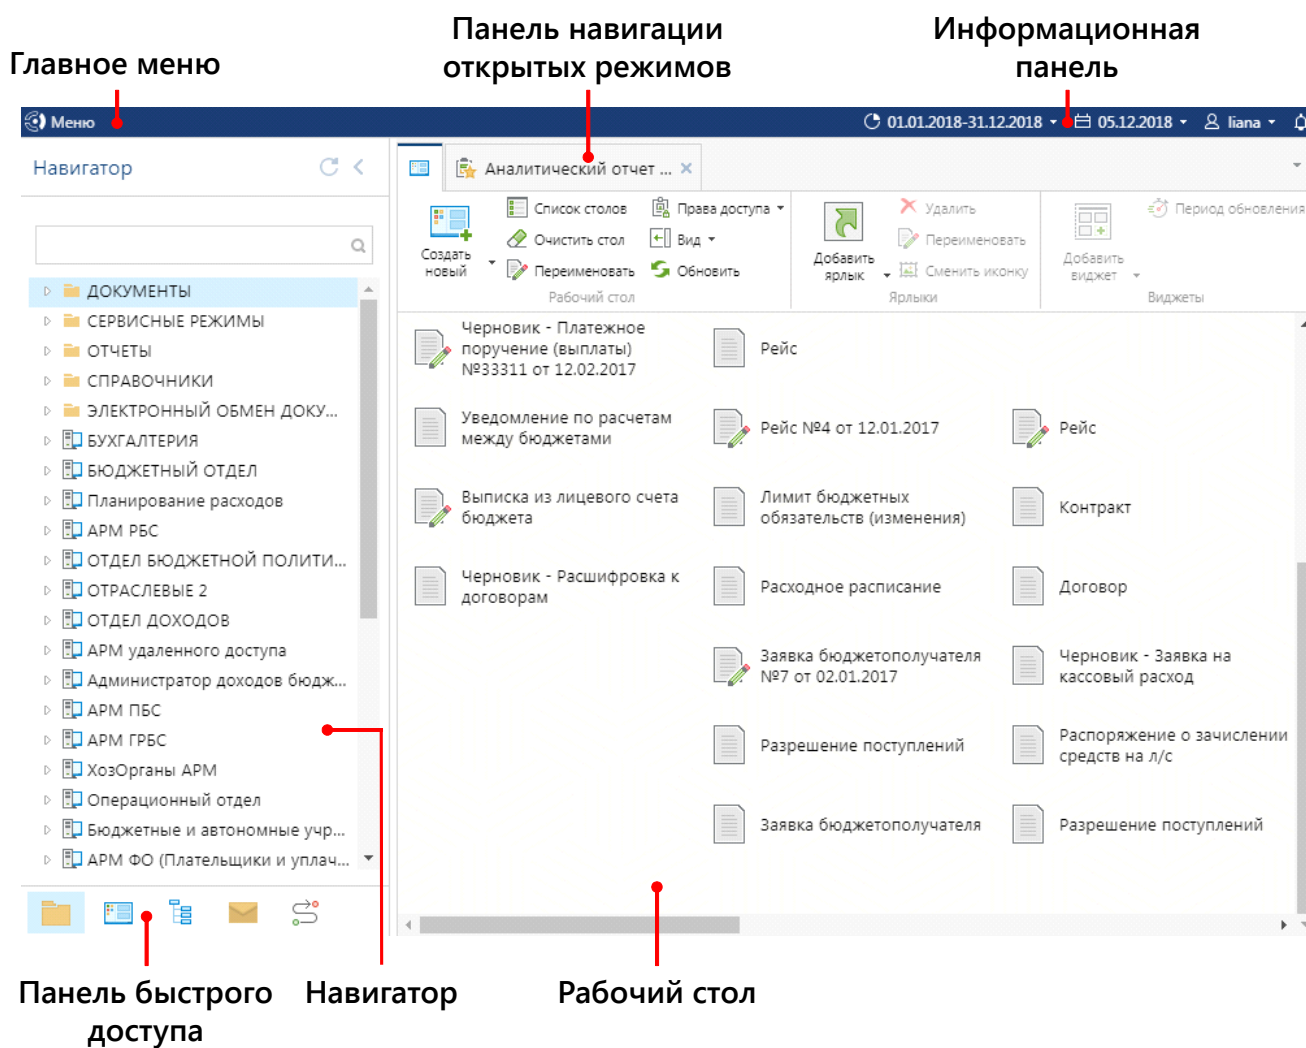 Панель навигации
открытых режимов
Информационная
панель
Главное меню
Меню
01.01.2018-31.12.2018
05.12.2018
liana
Навигатор
Аналитический отчет ...
Создать
новый
Список столов
Очистить стол
Переименовать
Права доступа
Вид
Обновить
Рабочий стол
Добавить
ярлык
Удалить
Переименовать
Сменить иконку
Ярлыки
Добавить
виджет
Период обновления
Виджеты
ДОКУМЕНТЫ
СЕРВИСНЫЕ РЕЖИМЫ
ОТЧЕТЫ
СПРАВОЧНИКИ
ЭЛЕКТРОННЫЙ ОБМЕН ДОКУ...
БУХГАЛТЕРИЯ
БЮДЖЕТНЫЙ ОТДЕЛ
Планирование расходов
АРМ РБС
ОТДЕЛ БЮДЖЕТНОЙ ПОЛИТИ...
ОТРАСЛЕВЫЕ 2
ОТДЕЛ ДОХОДОВ
АРМ удаленного доступа
Администратор доходов бюдж...
АРМ ПБС
АРМ ГРБС
ХозОрганы АРМ
Операционный отдел
Бюджетные и автономные учр...
АРМ ФО (Плательщики и уплач...
Черновик - Платежное
поручение (выплаты)
№33311 от 12.02.2017
Рейс
Уведомление по расчетам
между бюджетами
Рейс №4 от 12.01.2017
Рейс
Выписка из лицевого счета
бюджета
Лимит бюджетных
обязательств (изменения)
Контракт
Черновик - Расшифровка к
договорам
Расходное расписание
Договор
Заявка бюджетополучателя
№7 от 02.01.2017
Черновик - Заявка на
кассовый расход
Разрешение поступлений
Распоряжение о зачислении
средств на л/с
Заявка бюджетополучателя
Разрешение поступлений
Панель быстрого
доступа
Навигатор
Рабочий стол